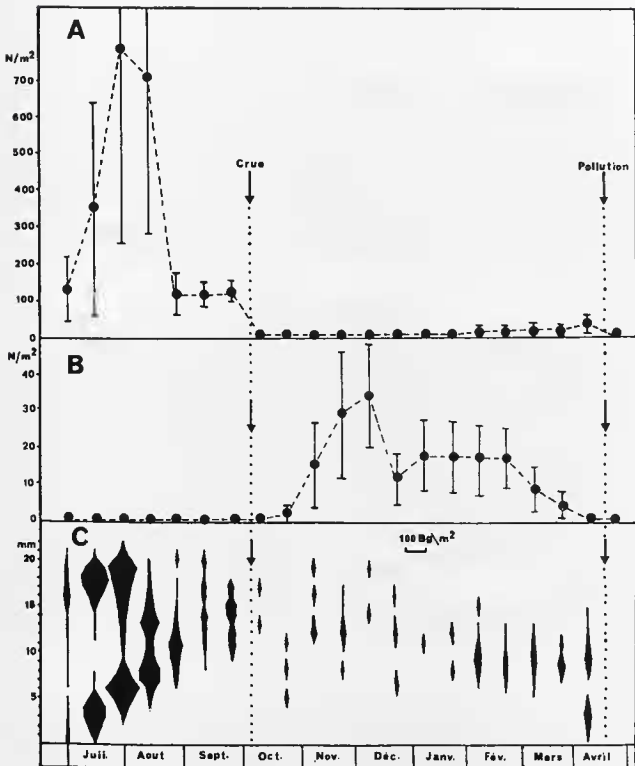 A
N/m²
700
600
500
400
300
200
100
0
Crue
Pollution
N/m²
B
40
30
20
10
0
mm
C
100 Bg\m²
20
15
10
5
Juil. Aout Sept. Oct. Nov. Déc. Janv. Fév. Mars Avril